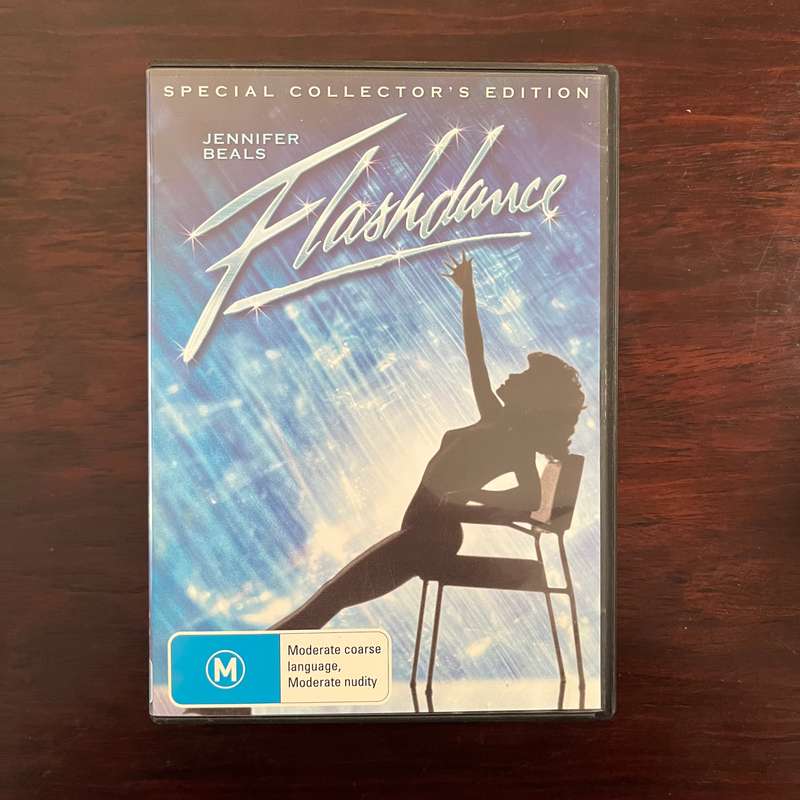 SPECIAL COLLECTOR'S EDITION
JENNIFER
BEALS
Flashdance
M
Moderate coarse
language,
Moderate nudity